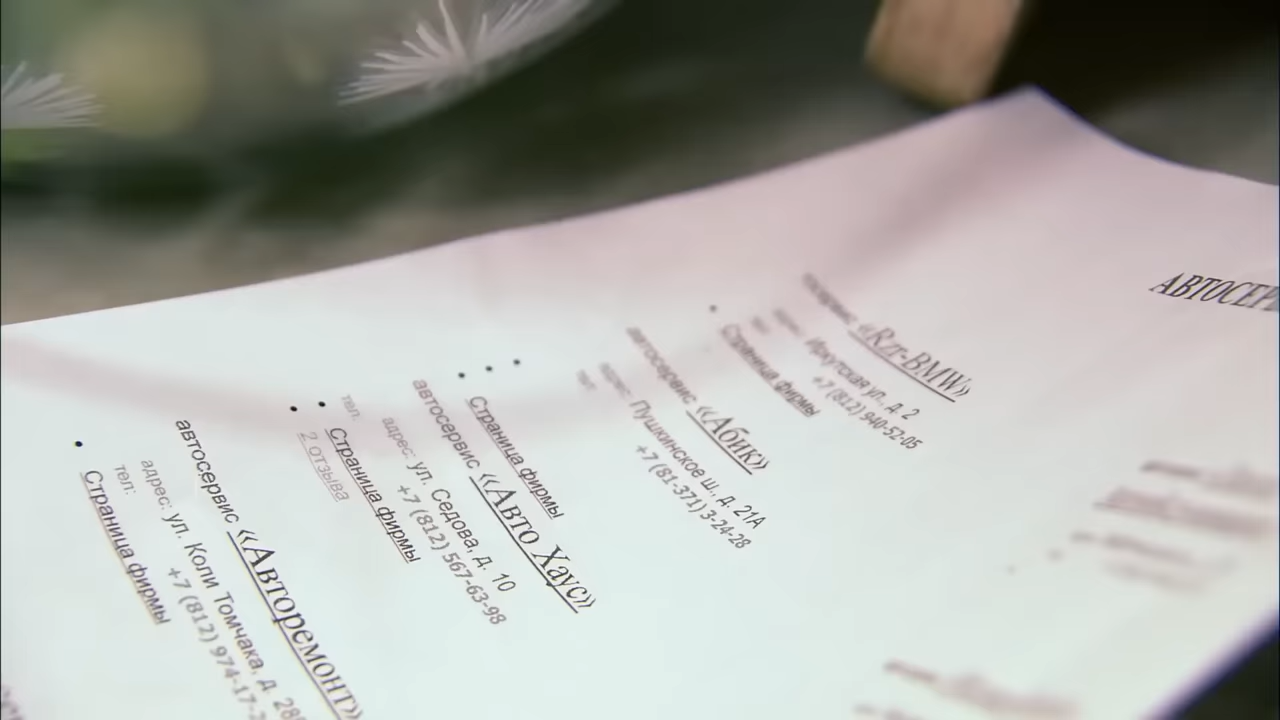 АВТОСЕР
автосервис «Rzt-BMW»
адрес: Иркутская ул., д. 2
тел: +7 (812) 940-52-05
Страница фирмы
автосервис «Абик»
адрес: Пушкинское ш., д. 21А
тел: +7 (81-371) 3-24-28
Страница фирмы
автосервис «Авто Хаус»
адрес: ул. Седова, д. 10
тел: +7 (812) 567-63-98
Страница фирмы
2 отзыва
автосервис «Авторемонт»
адрес: ул. Коли Томчака, д. 28
тел: +7 (812) 974-17-
Страница фирмы